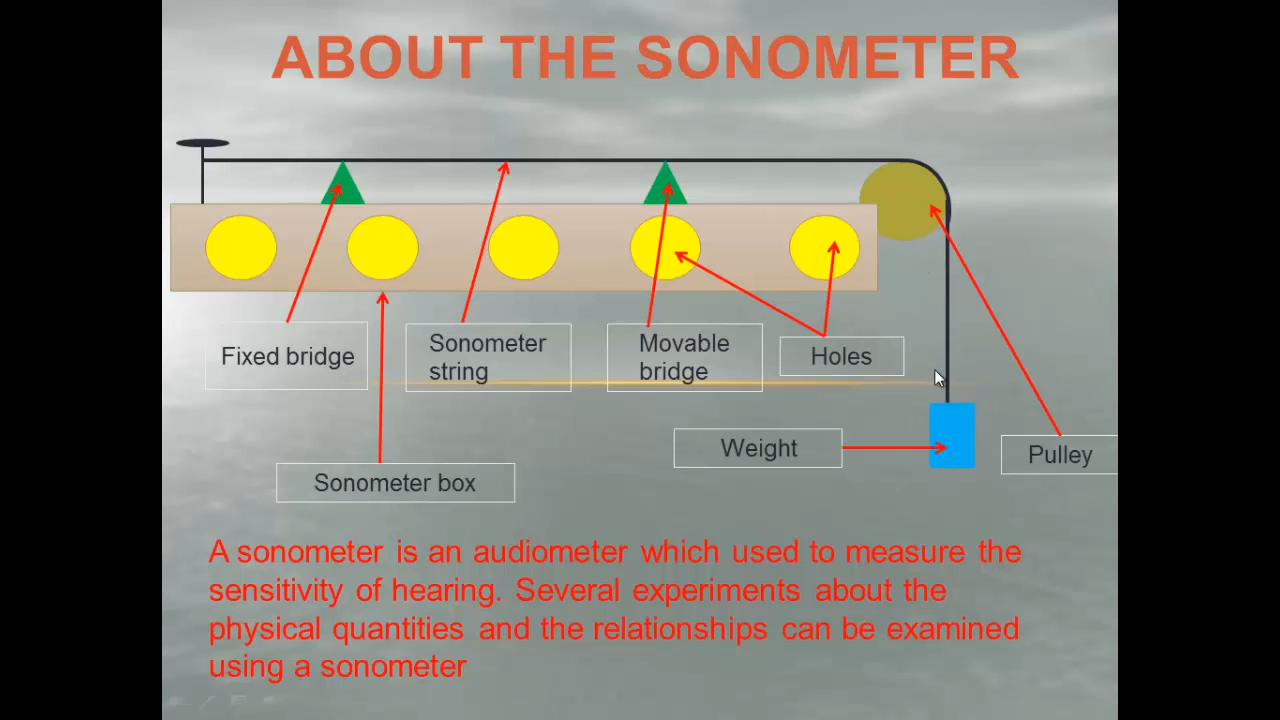 ABOUT THE SONOMETER
Fixed bridge
Sonometer
string
Movable
bridge
Holes
Weight
Pulley
Sonometer box
A sonometer is an audiometer which used to measure the
sensitivity of hearing. Several experiments about the
physical quantities and the relationships can be examined
using a sonometer